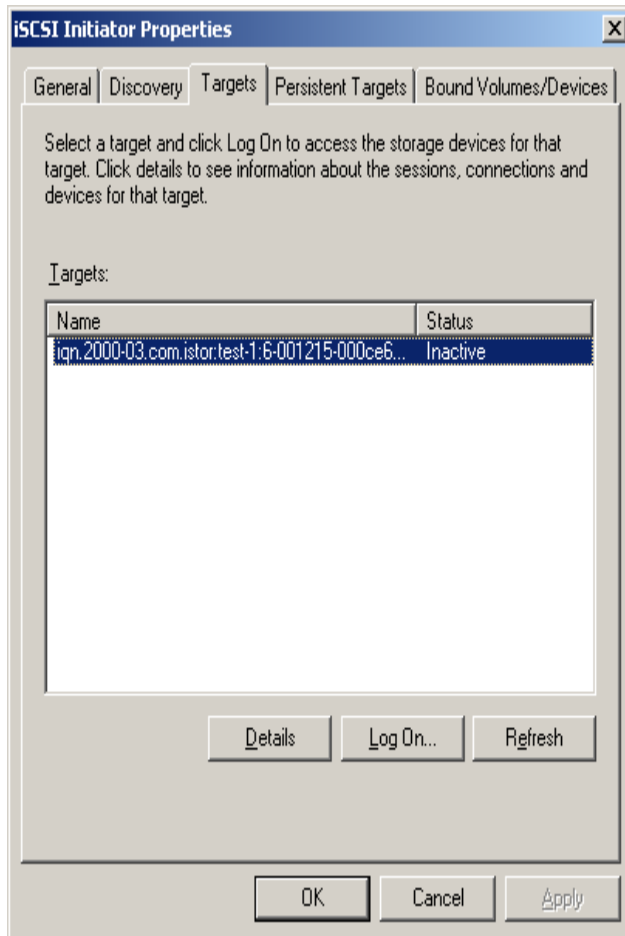 iSCSI Initiator Properties
General Discovery Targets Persistent Targets Bound Volumes/Devices
Select a target and click Log On to access the storage devices for that
target. Click details to see information about the sessions, connections and
devices for that target.
Targets:
Name Status
iqn.2000-03.com.istor:test-1:6-001215-000ce6... Inactive
Details Log On... Refresh
OK Cancel Apply